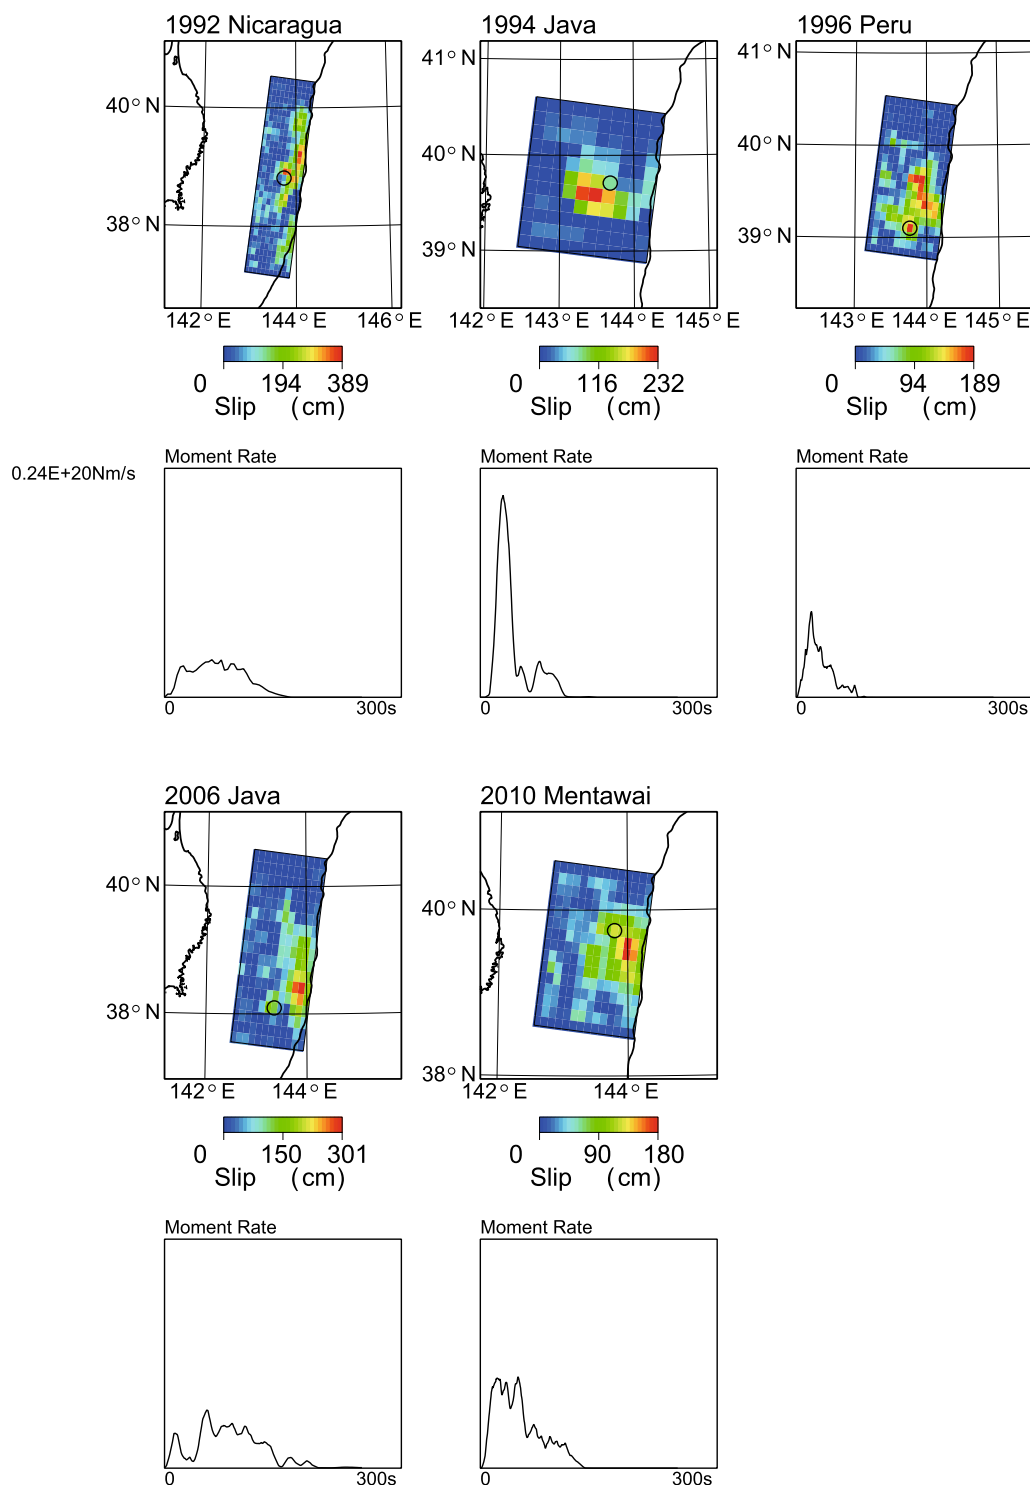 1992 Nicaragua
1994 Java
1996 Peru
40° N
38° N
142° E
144° E
146° E
41° N
40° N
39° N
142° E
143° E
144° E
145° E
41° N
40° N
39° N
143° E
144° E
145° E
0
194
389
Slip (cm)
0
116
232
Slip (cm)
0
94
189
Slip (cm)
0.24E+20Nm/s
Moment Rate
0
300s
Moment Rate
0
300s
Moment Rate
0
300s
2006 Java
2010 Mentawai
40° N
38° N
142° E
144° E
40° N
38° N
142° E
144° E
0
150
301
Slip (cm)
0
90
180
Slip (cm)
Moment Rate
0
300s
Moment Rate
0
300s